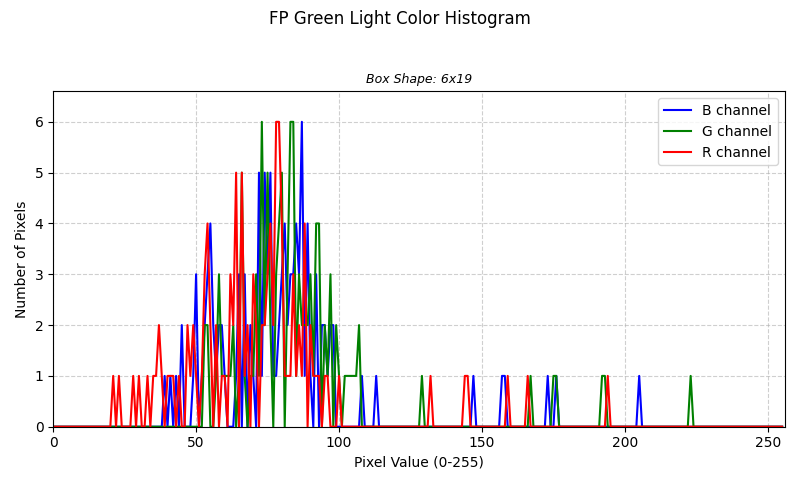 FP Green Light Color Histogram
Box Shape: 6x19
B channel
G channel
R channel
Number of Pixels
6
5
4
3
2
1
0
0 50 100 150 200 250
Pixel Value (0-255)